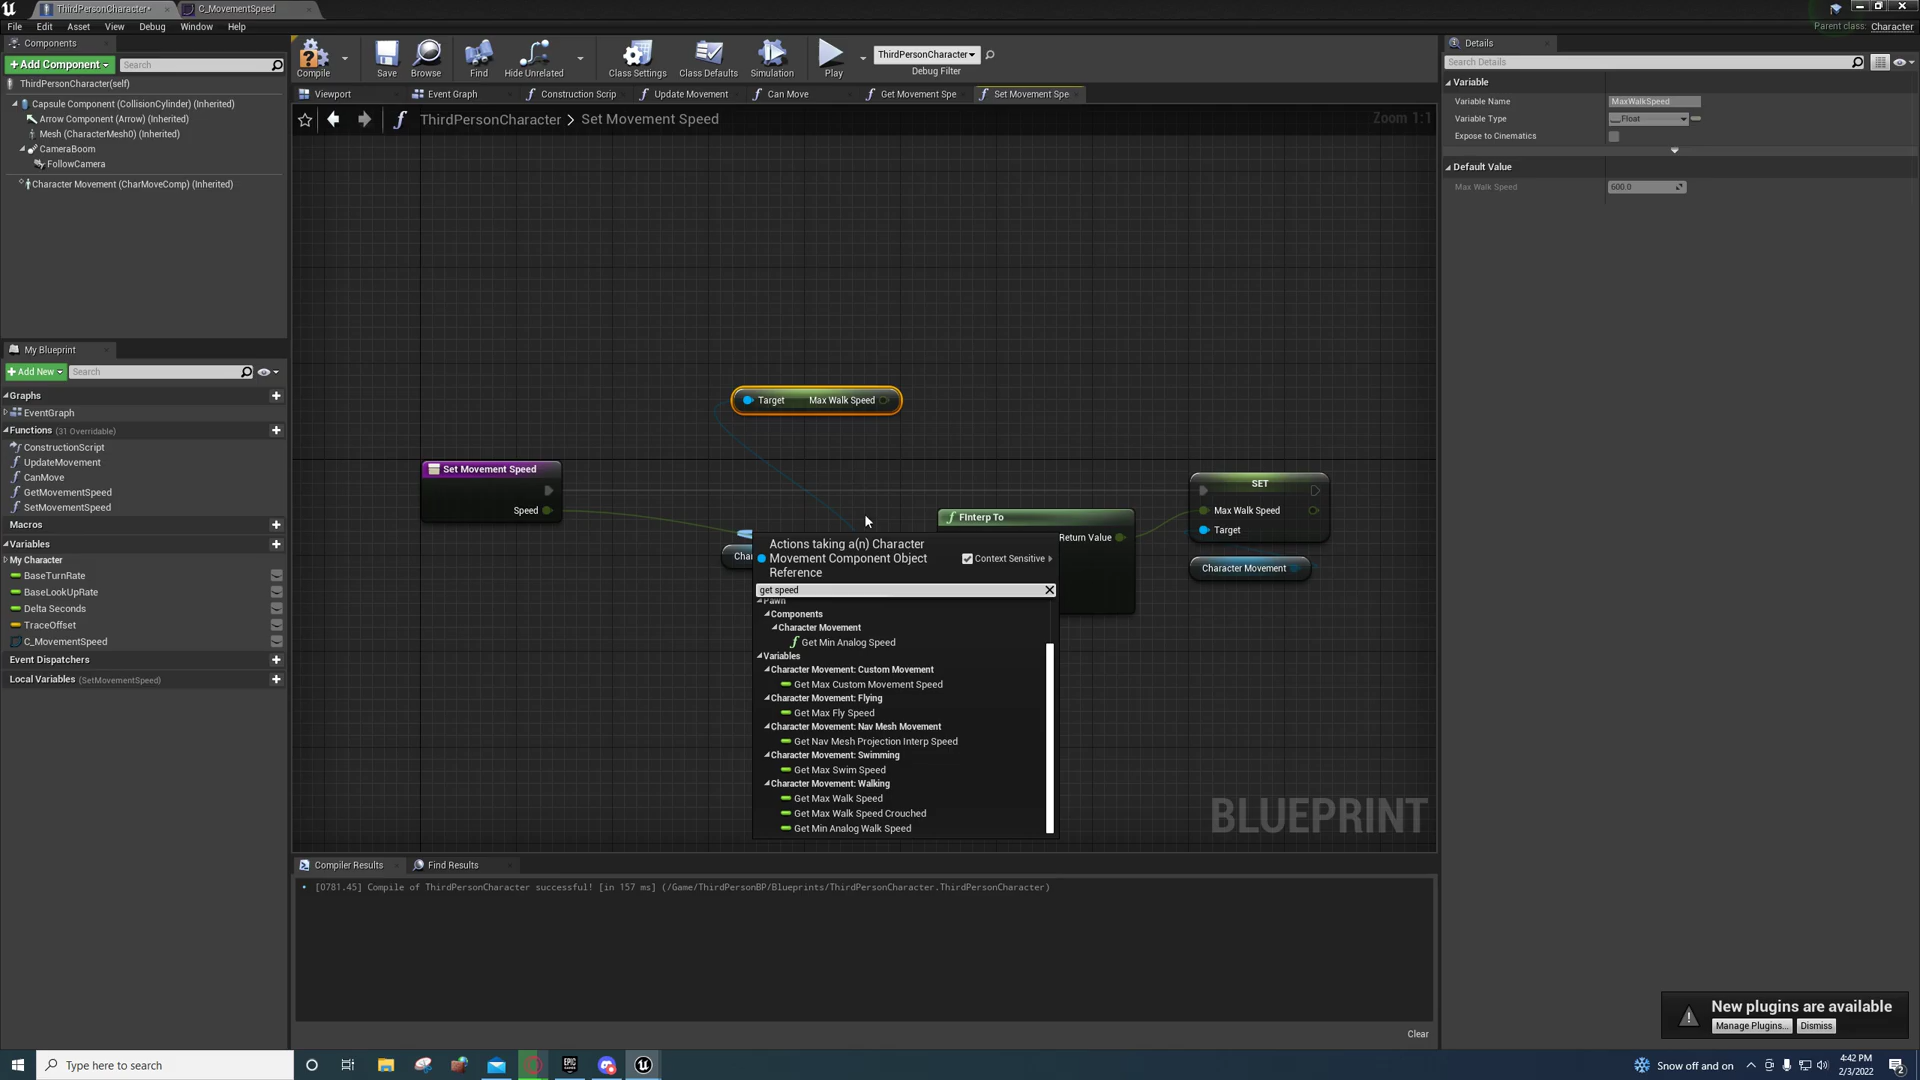 ThirdPersonCharacter*
C_MovementSpeed
File Edit Asset View Debug Window Help
Parent class: Character
Components
+Add Component
Search
ThirdPersonCharacter(self)
Capsule Component (CollisionCylinder) (Inherited)
Arrow Component (Arrow) (Inherited)
Mesh (CharacterMesh0) (Inherited)
CameraBoom
FollowCamera
Character Movement (CharMoveComp) (Inherited)
My Blueprint
+Add New
Search
Graphs
EventGraph
Functions (31 Overridable)
ConstructionScript
UpdateMovement
CanMove
GetMovementSpeed
SetMovementSpeed
Macros
Variables
My Character
BaseTurnRate
BaseLookUpRate
Delta Seconds
TraceOffset
C_MovementSpeed
Event Dispatchers
Local Variables (SetMovementSpeed)
Compile
Save
Browse
Find
Hide Unrelated
Class Settings
Class Defaults
Simulation
Play
ThirdPersonCharacter
Debug Filter
Viewport
Event Graph
Construction Scrip
Update Movement
Can Move
Get Movement Spe
Set Movement Spe
ThirdPersonCharacter > Set Movement Speed
Zoom 1:1
Target Max Walk Speed
Set Movement Speed
Speed
FInterp To
Return Value
SET
Max Walk Speed
Target
Character Movement
Char
Actions taking a(n) Character
Movement Component Object
Reference
Context Sensitive
get speed
Pawn
Components
Character Movement
Get Min Analog Speed
Variables
Character Movement: Custom Movement
Get Max Custom Movement Speed
Character Movement: Flying
Get Max Fly Speed
Character Movement: Nav Mesh Movement
Get Nav Mesh Projection Interp Speed
Character Movement: Swimming
Get Max Swim Speed
Character Movement: Walking
Get Max Walk Speed
Get Max Walk Speed Crouched
Get Min Analog Walk Speed
BLUEPRINT
Compiler Results
Find Results
[0781.45] Compile of ThirdPersonCharacter successful! [in 157 ms] (/Game/ThirdPersonBP/Blueprints/ThirdPersonCharacter.ThirdPersonCharacter)
Clear
Details
Search Details
Variable
Variable Name MaxWalkSpeed
Variable Type Float
Expose to Cinematics
Default Value
Max Walk Speed 600.0
New plugins are available
Manage Plugins...
Dismiss
Type here to search
EPIC
Snow off and on
4:42 PM
2/3/2022
2